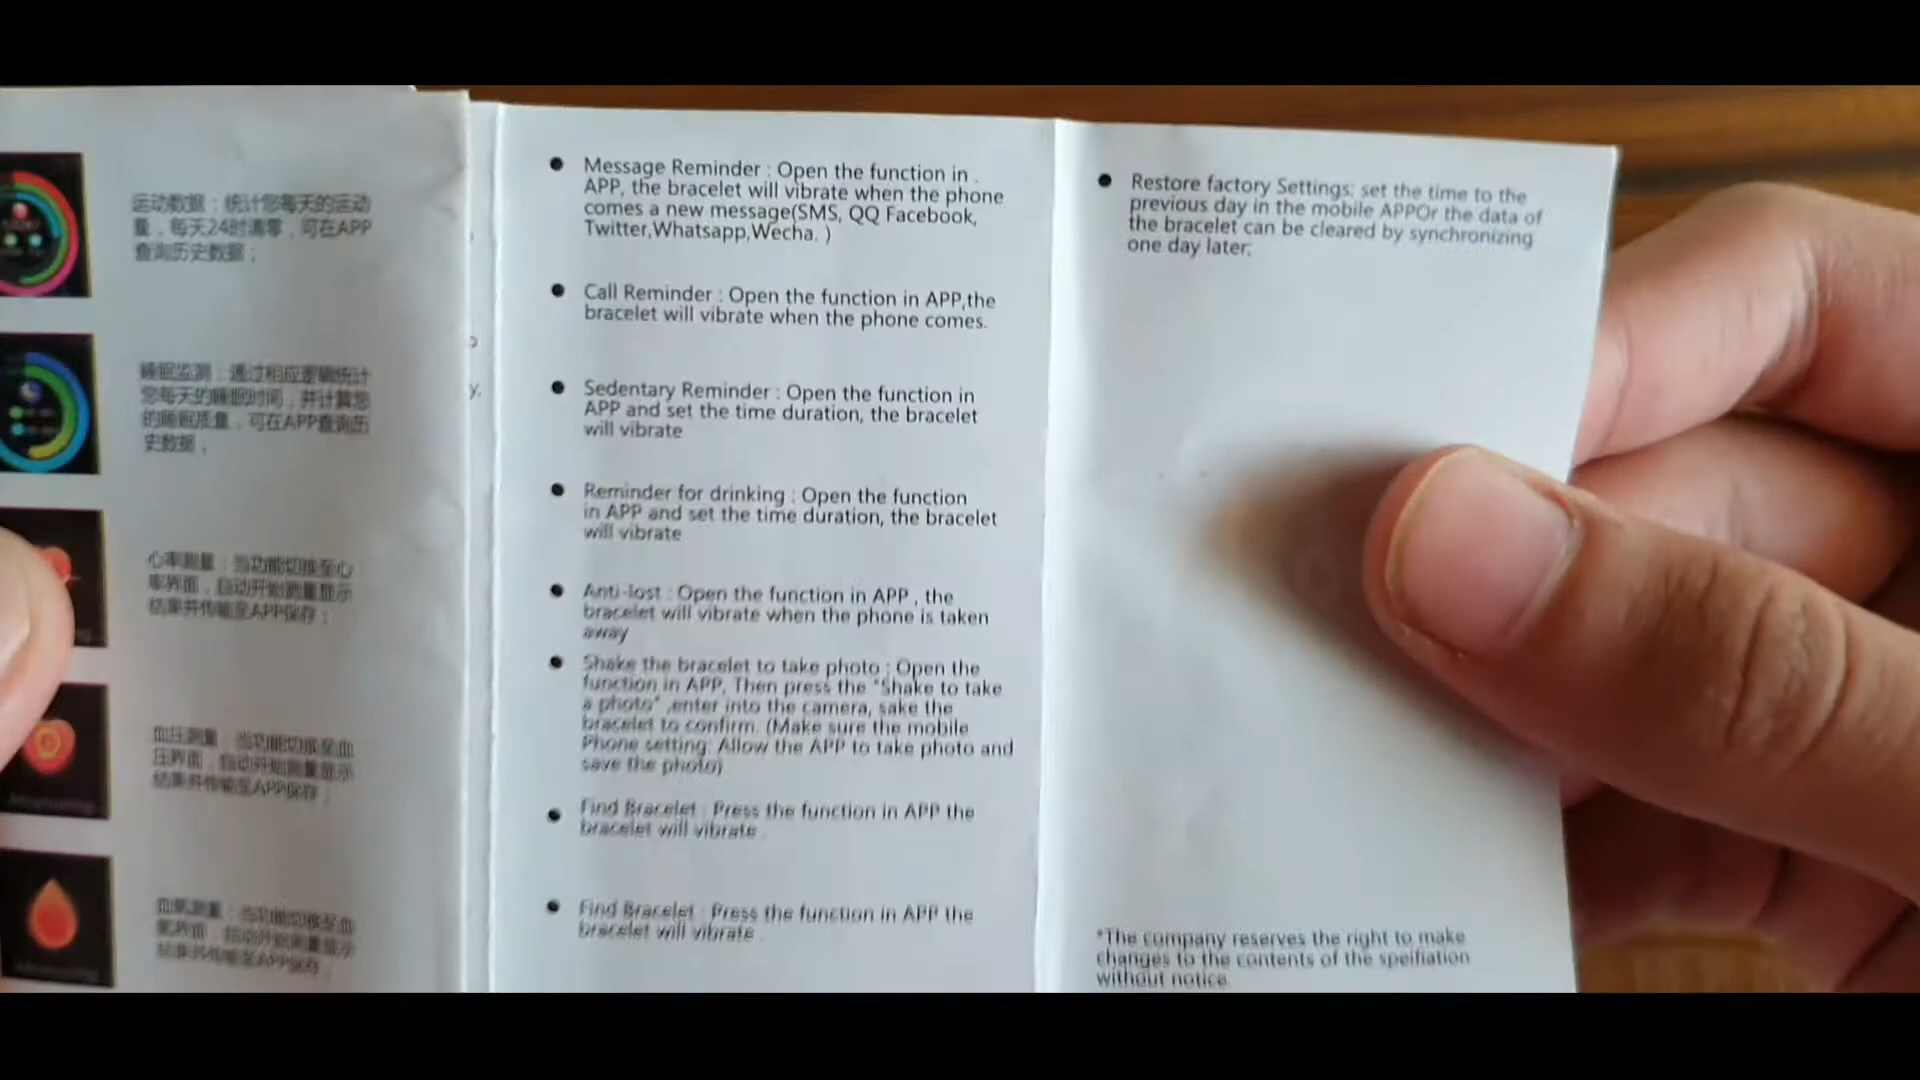 运动数据：统计您每天的运动
量，每天24时清零，可在APP
查询历史数据；
睡眠监测：通过相应逻辑统计
您每天的睡眠时间，并计算您
的睡眠质量，可在APP查询历
史数据；
心率测量：当功能切换至心
率界面，自动开始测量显示
结果并传输至APP保存；
血压测量：当功能切换至血
压界面，自动开始测量显示
结果并传输至APP保存；
血氧测量：当功能切换至血
氧界面，自动开始测量显示
结果并传输至APP保存；
y.
Message Reminder : Open the function in .
APP, the bracelet will vibrate when the phone
comes a new message(SMS, QQ Facebook,
Twitter,Whatsapp,Wecha. )
Call Reminder : Open the function in APP,the
bracelet will vibrate when the phone comes.
Sedentary Reminder : Open the function in
APP and set the time duration, the bracelet
will vibrate
Reminder for drinking : Open the function
in APP and set the time duration, the bracelet
will vibrate
Anti-lost : Open the function in APP , the
bracelet will vibrate when the phone is taken
away
Shake the bracelet to take photo : Open the
function in APP, Then press the "Shake to take
a photo" ,enter into the camera, sake the
bracelet to confirm. (Make sure the mobile
Phone setting: Allow the APP to take photo and
save the photo)
Find Bracelet : Press the function in APP the
bracelet will vibrate
Find Bracelet : Press the function in APP the
bracelet will vibrate .
Restore factory Settings: set the time to the
previous day in the mobile APPOr the data of
the bracelet can be cleared by synchronizing
one day later;
*The company reserves the right to make
changes to the contents of the speifiation
without notice.